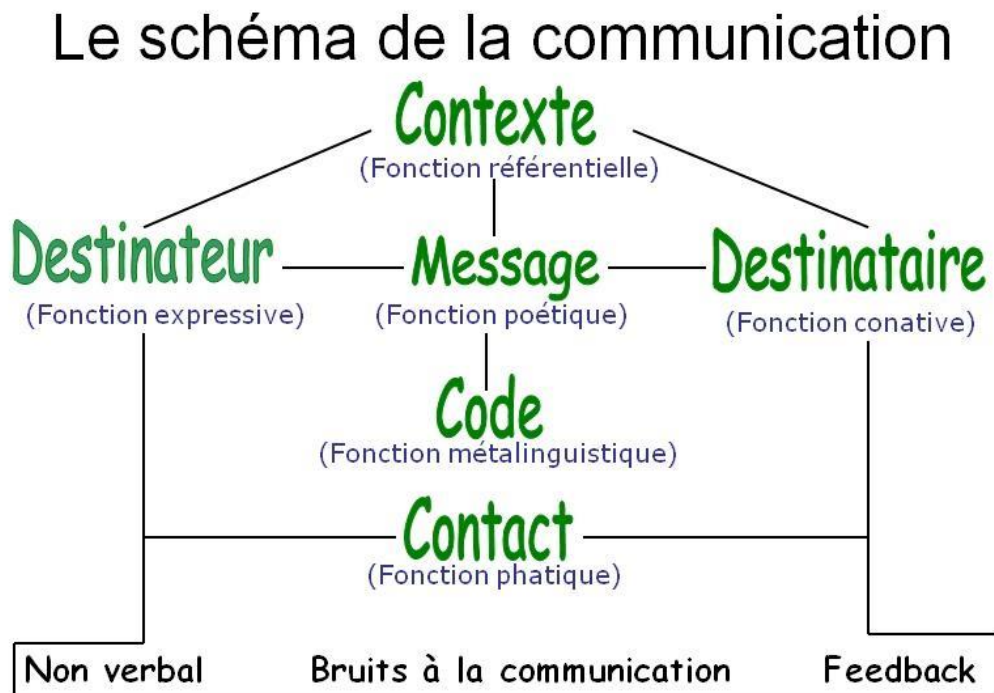 Le schéma de la communication
Contexte
(Fonction référentielle)
Destinateur Message Destinataire
(Fonction expressive) (Fonction poétique) (Fonction conative)
Code
(Fonction métalinguistique)
Contact
(Fonction phatique)
Non verbal Bruits à la communication Feedback